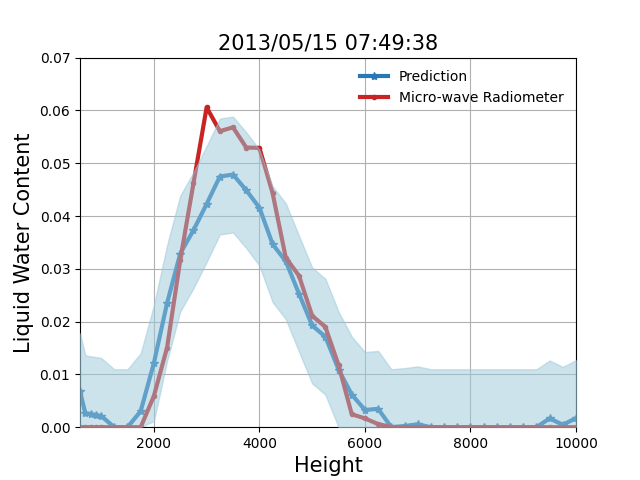 2013/05/15 07:49:38
Prediction
Micro-wave Radiometer
Liquid Water Content
0.07
0.06
0.05
0.04
0.03
0.02
0.01
0.00
2000 4000 6000 8000 10000
Height